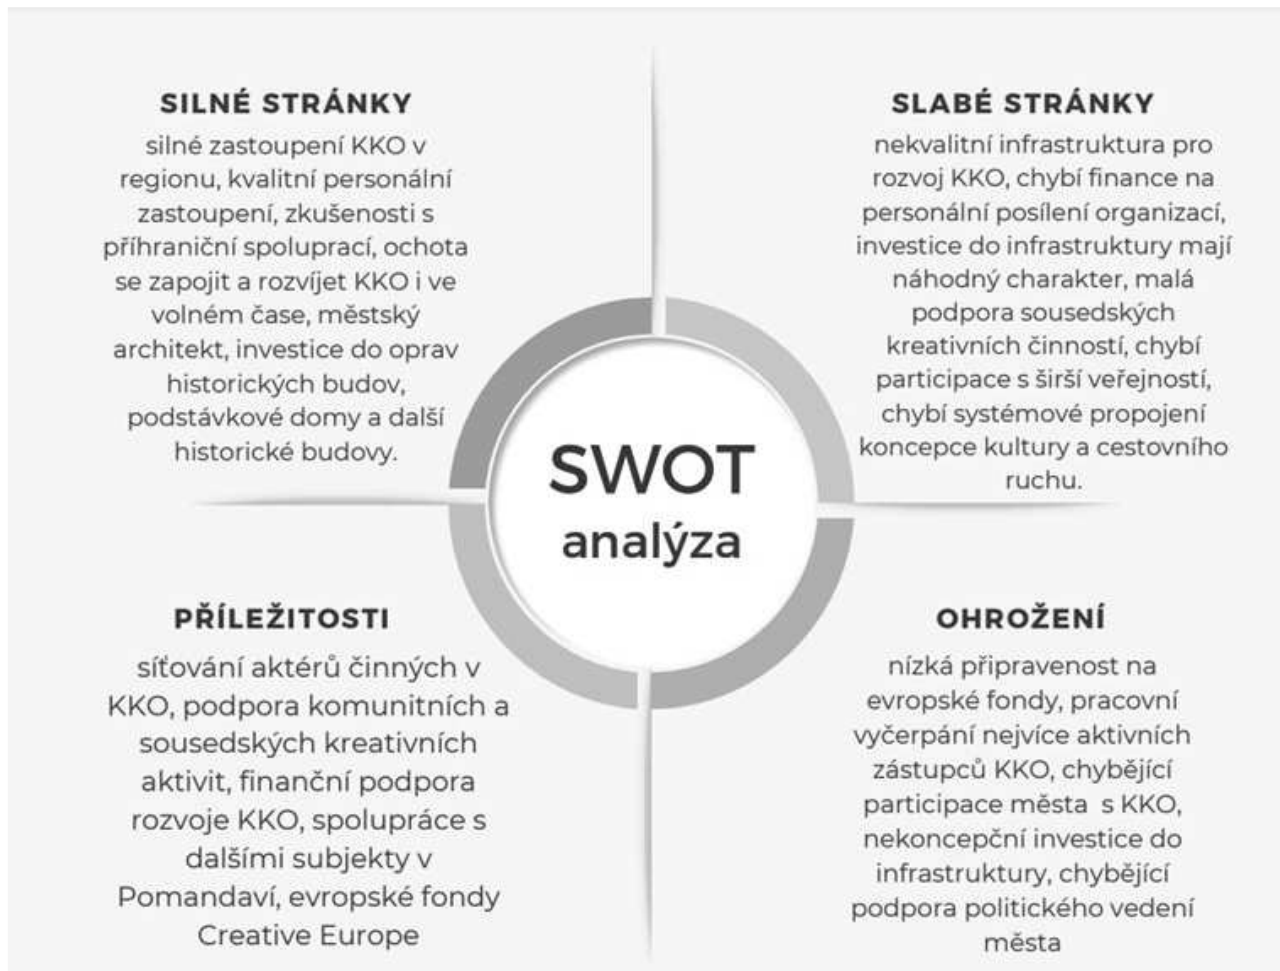 SILNÉ STRÁNKY
silné zastoupení KKO v
regionu, kvalitní personální
zastoupení, zkušenosti s
příhraniční spoluprací, ochota
se zapojit a rozvíjet KKO i ve
volném čase, městský
architekt, investice do oprav
historických budov,
podstávkové domy a další
historické budovy.
SLABÉ STRÁNKY
nekvalitní infrastruktura pro
rozvoj KKO, chybí finance na
personální posílení organizací,
investice do infrastruktury mají
náhodný charakter, malá
podpora sousedských
kreativních činností, chybí
participace s širší veřejností,
chybí systémové propojení
koncepce kultury a cestovního
ruchu.
SWOT
analýza
PŘÍLEŽITOSTI
síťování aktérů činných v
KKO, podpora komunitních a
sousedských kreativních
aktivit, finanční podpora
rozvoje KKO, spolupráce s
dalšími subjekty v
Pomandaví, evropské fondy
Creative Europe
OHROŽENÍ
nízká připravenost na
evropské fondy, pracovní
vyčerpání nejvíce aktivních
zástupců KKO, chybějící
participace města s KKO,
nekoncepční investice do
infrastruktury, chybějící
podpora politického vedení
města